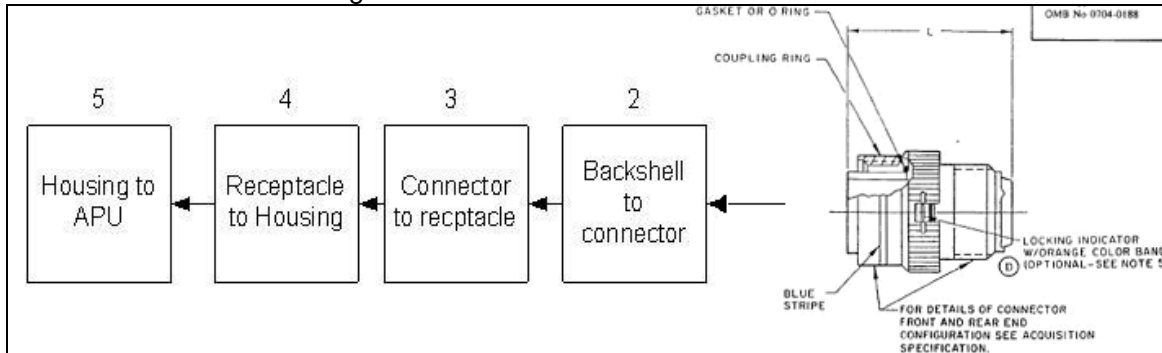 GASKET OR O RING
L
OMB No 0704-0188
COUPLING RING
5
4
3
2
Housing to
APU
Receptacle
to Housing
Connector
to recptacle
Backshell
to
connector
LOCKING INDICATOR
W/ORANGE COLOR BAND
D
(OPTIONAL-SEE NOTE 5
BLUE
STRIPE
FOR DETAILS OF CONNECTOR
FRONT AND REAR END
CONFIGURATION SEE ACQUISITION
SPECIFICATION.